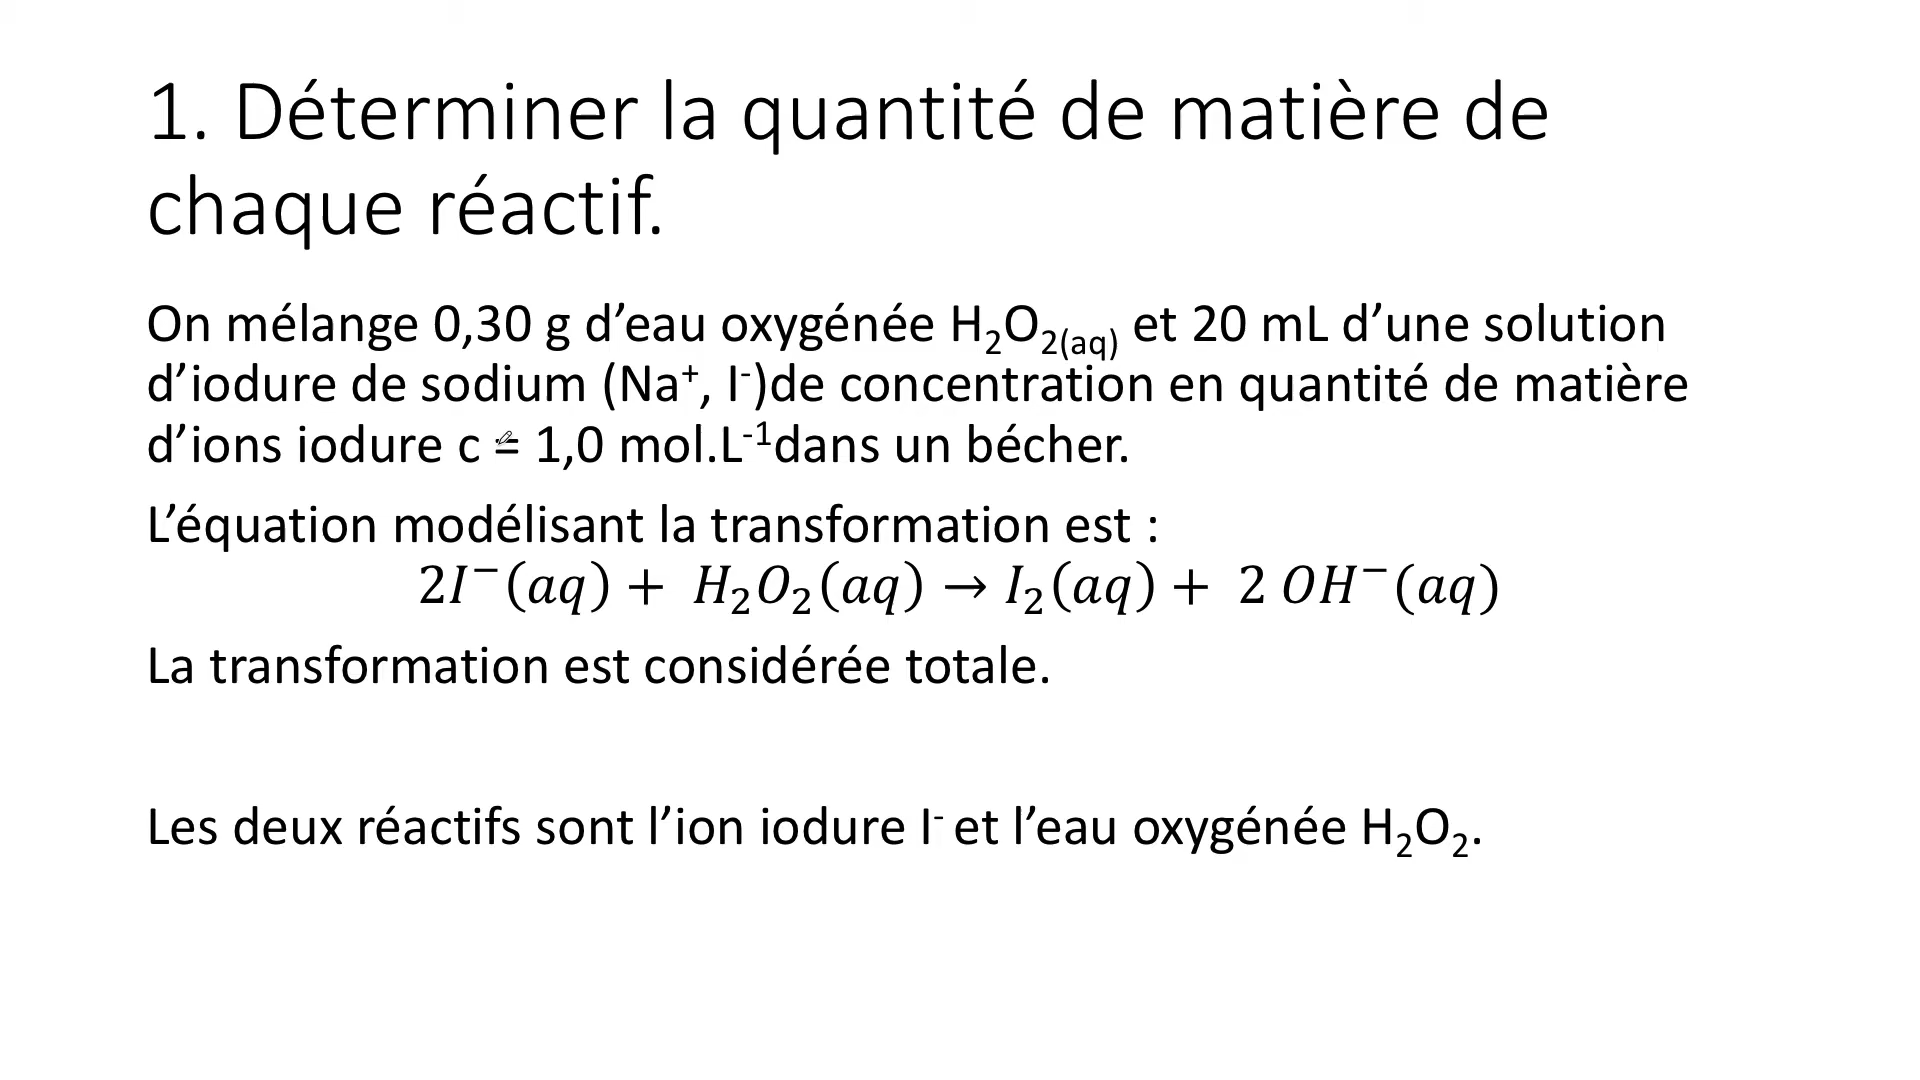 1. Déterminer la quantité de matière de
chaque réactif.
On mélange 0,30 g d’eau oxygénée H₂O₂₍aq₎ et 20 mL d’une solution
d’iodure de sodium (Na⁺, I⁻)de concentration en quantité de matière
d’ions iodure c = 1,0 mol.L⁻¹dans un bécher.
L’équation modélisant la transformation est :
2I⁻(aq) + H₂O₂(aq) → I₂(aq) + 2 OH⁻(aq)
La transformation est considérée totale.
Les deux réactifs sont l’ion iodure I⁻ et l’eau oxygénée H₂O₂.